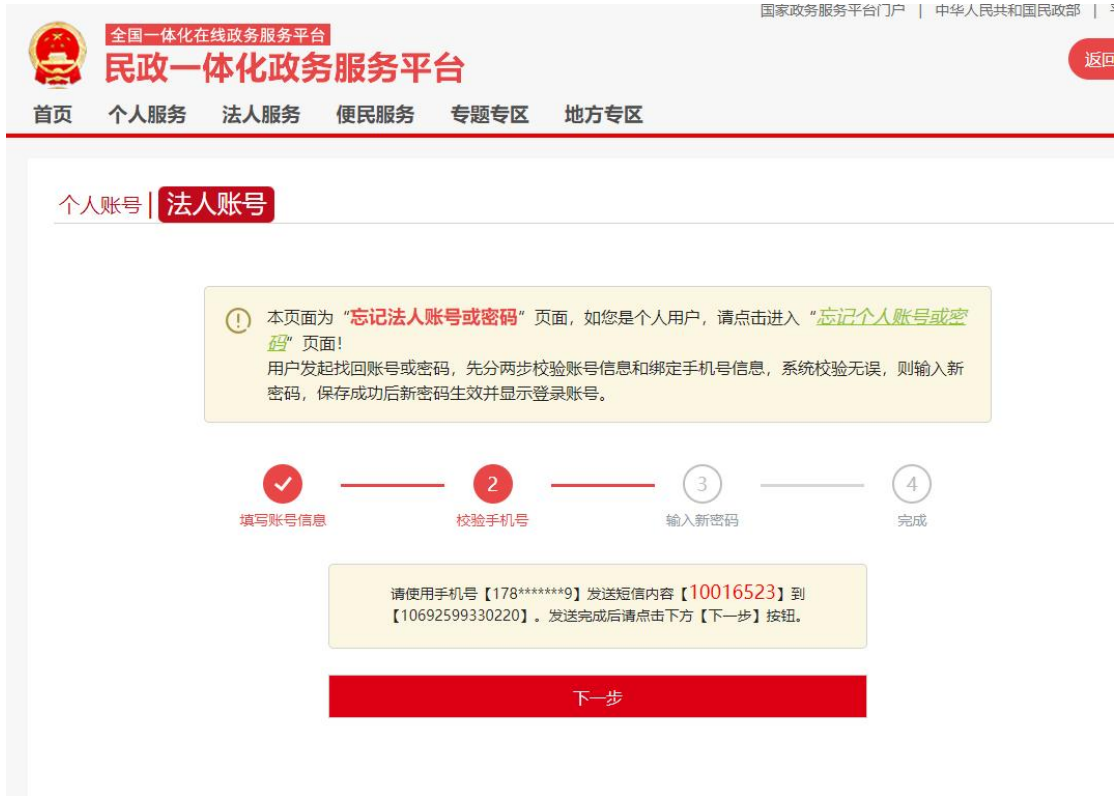 国家政务服务平台门户 | 中华人民共和国民政部 |
全国一体化在线政务服务平台
民政一体化政务服务平台
返回
首页 个人服务 法人服务 便民服务 专题专区 地方专区
个人账号 | 法人账号
本页面为“忘记法人账号或密码”页面，如您是个人用户，请点击进入“忘记个人账号或密
码”页面！
用户发起找回账号或密码，先分两步校验账号信息和绑定手机号信息，系统校验无误，则输入新
密码，保存成功后新密码生效并显示登录账号。
2 3 4
填写账号信息 校验手机号 输入新密码 完成
请使用手机号【178*******9】发送短信内容【10016523】到
【10692599330220】。发送完成后请点击下方【下一步】按钮。
下一步